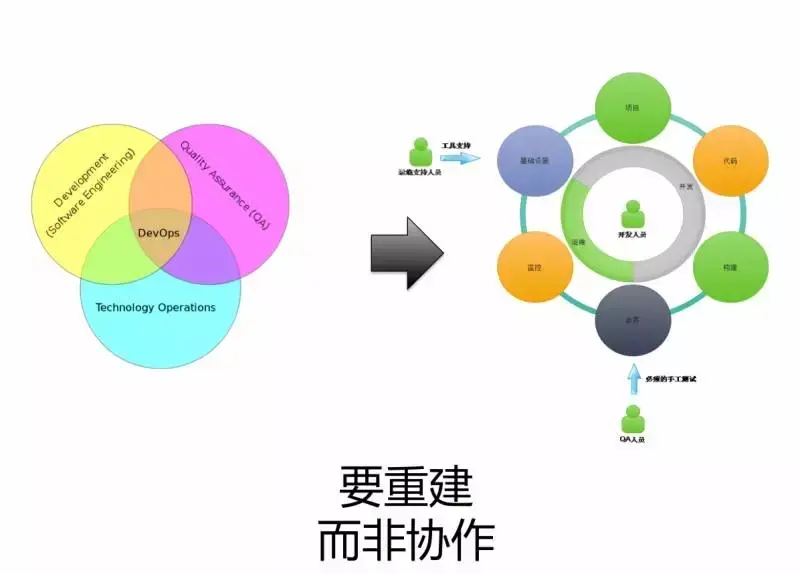 Development
(Software Engineering)
Quality Assurance (QA)
DevOps
Technology Operations
工具支持
运维支持人员
项目
基础设施
代码
开发
开发人员
运维
监控
构建
必须的手工测试
QA人员
要重建
而非协作